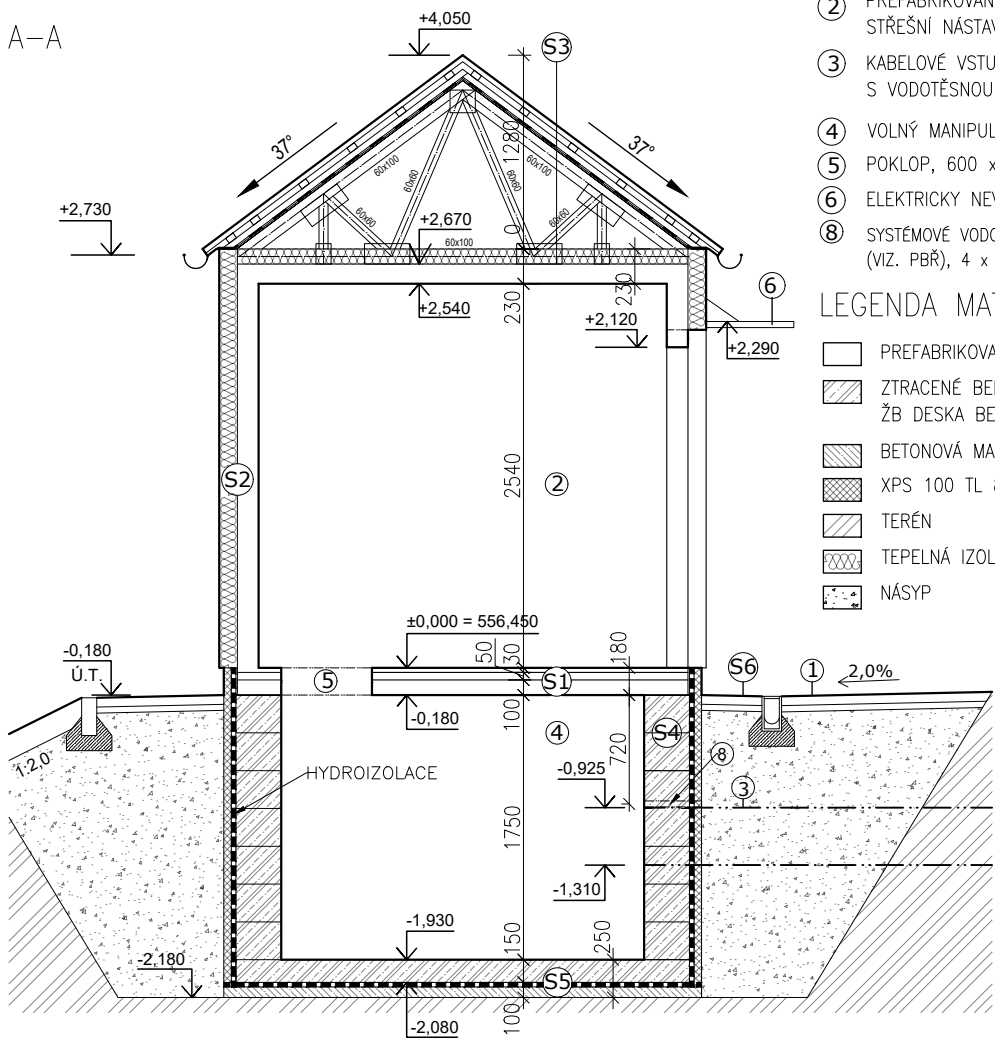 A–A
+4,050
S3
37°
37°
1280
60x100
60x60
60x60
60x100
60x60
60x60
+2,730
+2,670
60x100
0
230
230
+2,540
+2,120
6
+2,290
S2
2540
2
±0,000 = 556,450
50
30
180
-0,180
Ú.T.
5
S1
S6
1
2,0%
100
-0,180
4
S4
720
8
-0,925
3
1:2,0
HYDROIZOLACE
1750
-1,310
-1,930
150
250
-2,180
S5
-2,080
100
2 PREFABRIKOVAN
STŘEŠNÍ NÁSTAV
3 KABELOVÉ VSTU
S VODOTĚSNOU
4 VOLNÝ MANIPUL
5 POKLOP, 600 x
6 ELEKTRICKY NEV
8 SYSTÉMOVÉ VODO
(VIZ. PBŘ), 4 x
LEGENDA MA
PREFABRIKOVA
ZTRACENÉ BE
ŽB DESKA BE
BETONOVÁ MA
XPS 100 TL
TERÉN
TEPELNÁ IZOL
NÁSYP